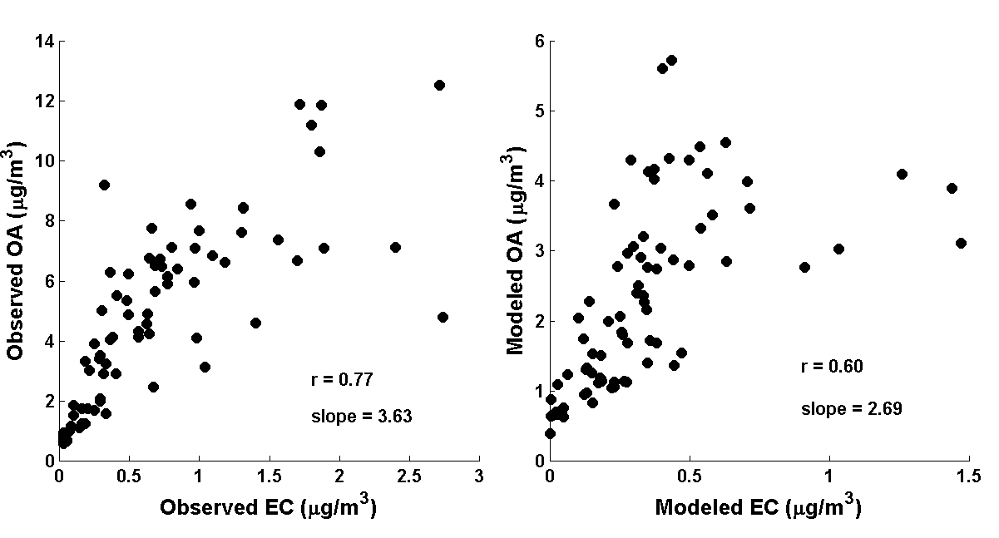 14
12
10
8
6
4
2
0
Observed OA (μg/m³)
r = 0.77
slope = 3.63
0 0.5 1 1.5 2 2.5 3
Observed EC (μg/m³)
6
5
4
3
2
1
0
Modeled OA (μg/m³)
r = 0.60
slope = 2.69
0 0.5 1 1.5
Modeled EC (μg/m³)